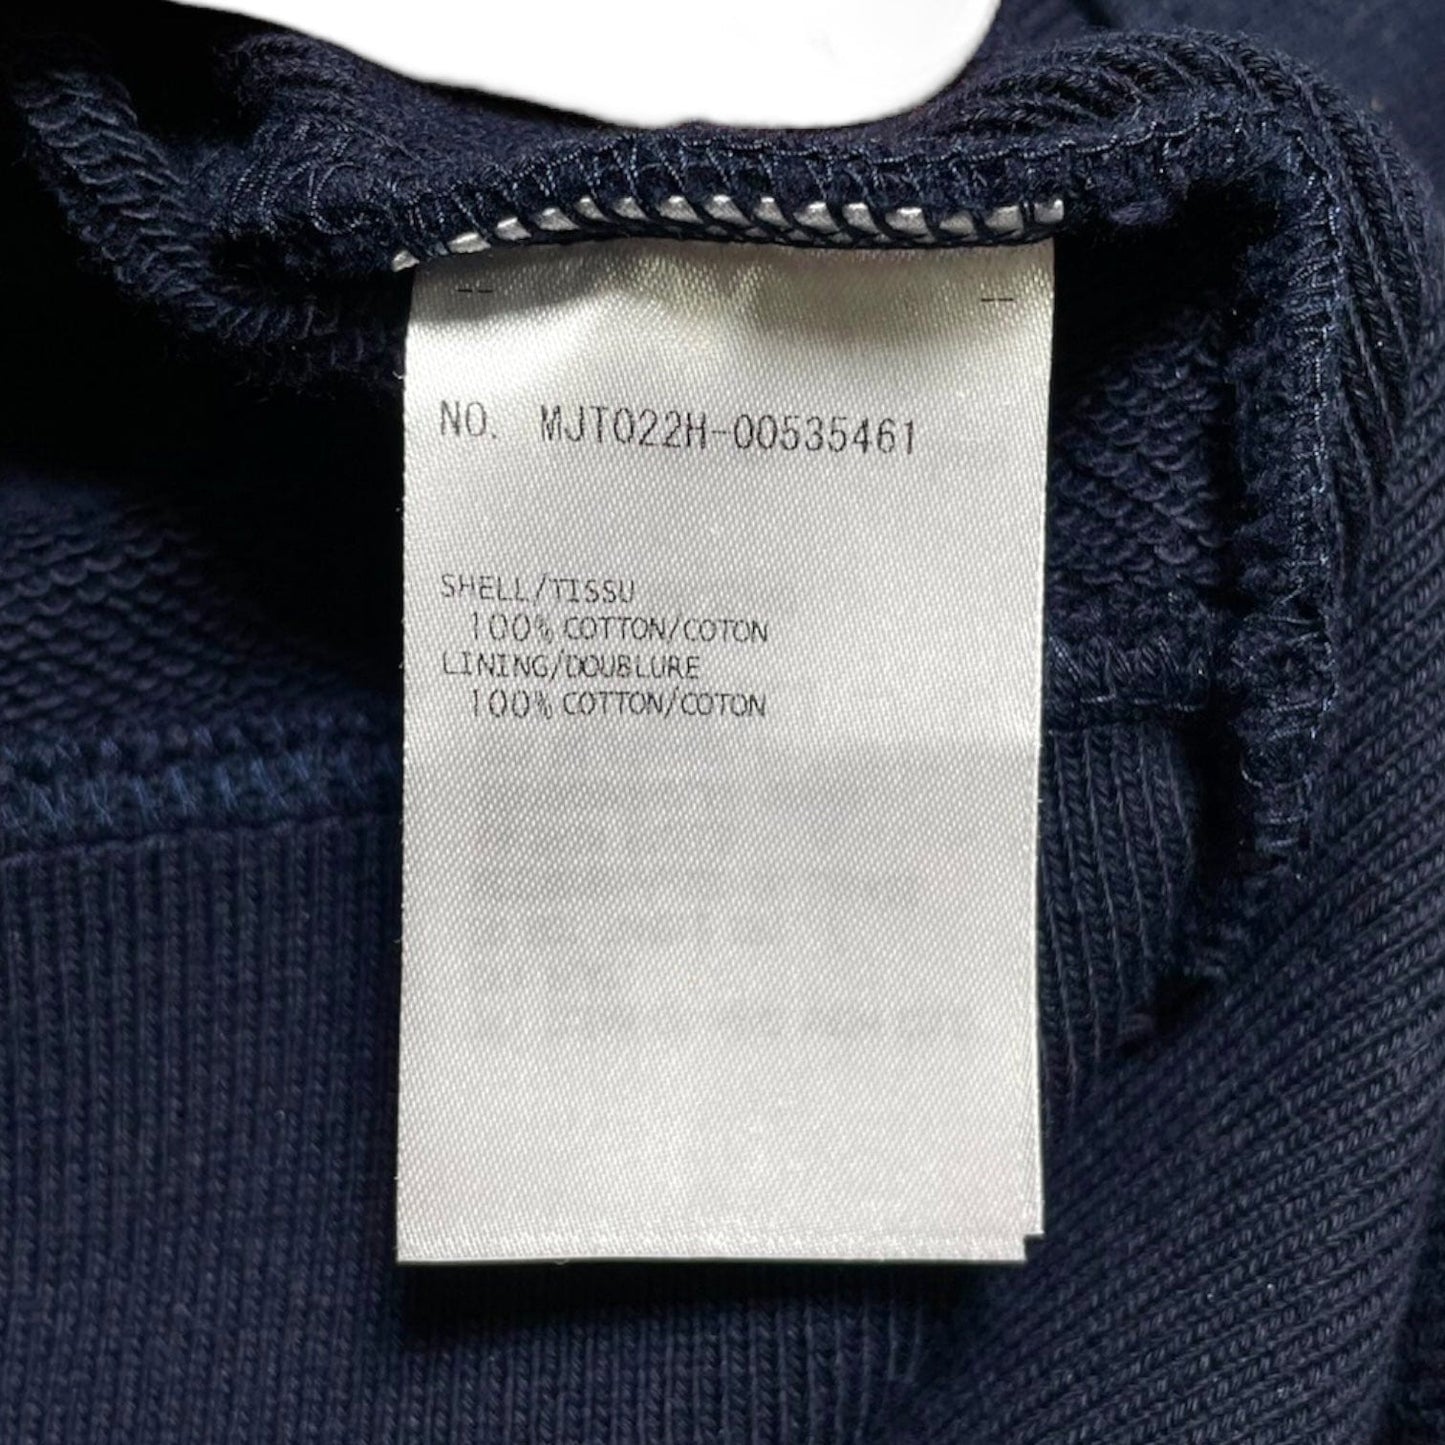 NO. MJT022H-00535461
SHELL/TISSU
100% COTTON/COTON
LINING/DOUBLURE
100% COTTON/COTON